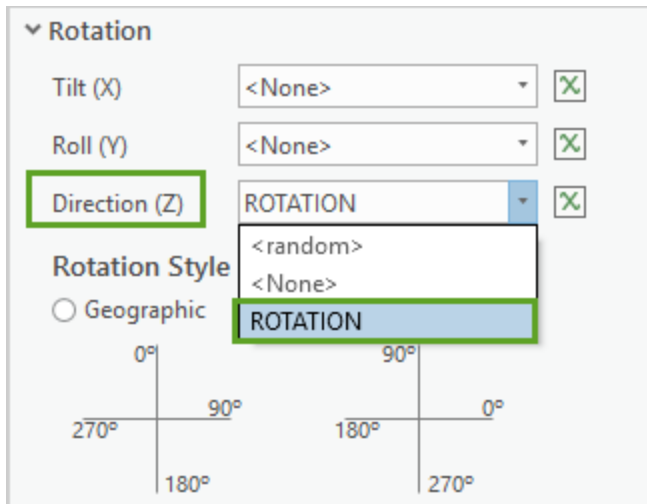 Rotation
Tilt (X) <None>
Roll (Y) <None>
Direction (Z) ROTATION
<random>
<None>
ROTATION
Rotation Style
Geographic
0° 90°
90° 0°
270° 180°
180° 270°